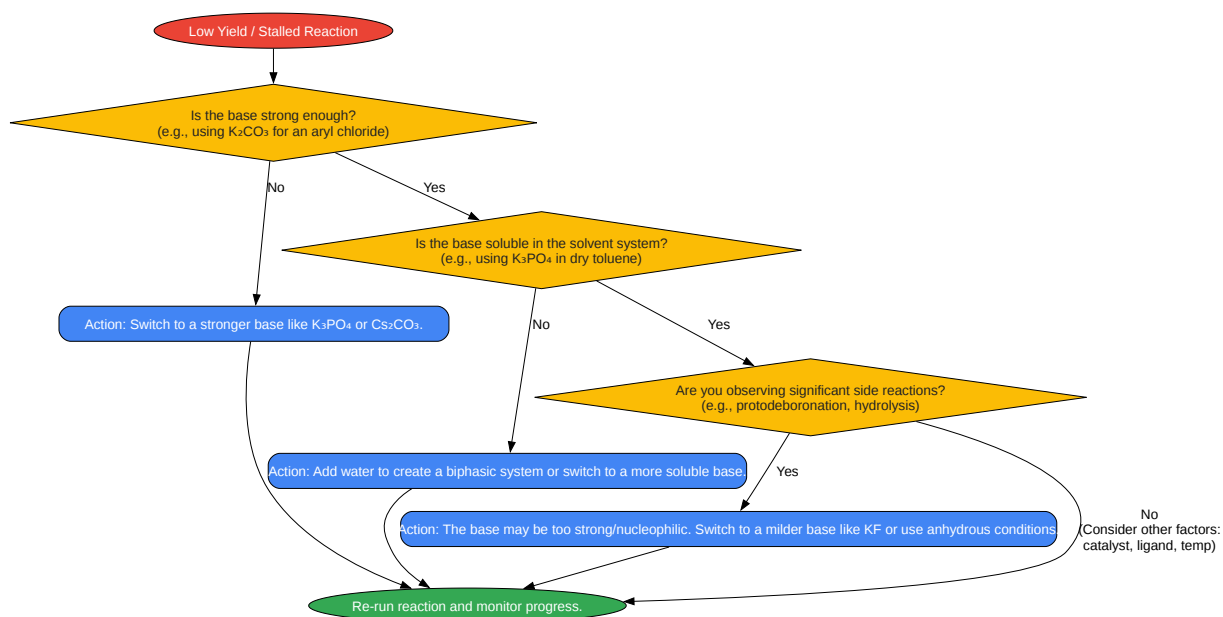 Low Yield / Stalled Reaction
Is the base strong enough?
(e.g., using K₂CO₃ for an aryl chloride)
No
Yes
Is the base soluble in the solvent system?
(e.g., using K₃PO₄ in dry toluene)
Action: Switch to a stronger base like K₃PO₄ or Cs₂CO₃.
No
Yes
Are you observing significant side reactions?
(e.g., protodeboronation, hydrolysis)
Action: Add water to create a biphasic system or switch to a more soluble base.
Yes
No
(Consider other factors:
catalyst, ligand, temp)
Action: The base may be too strong/nucleophilic. Switch to a milder base like KF or use anhydrous conditions.
Re-run reaction and monitor progress.